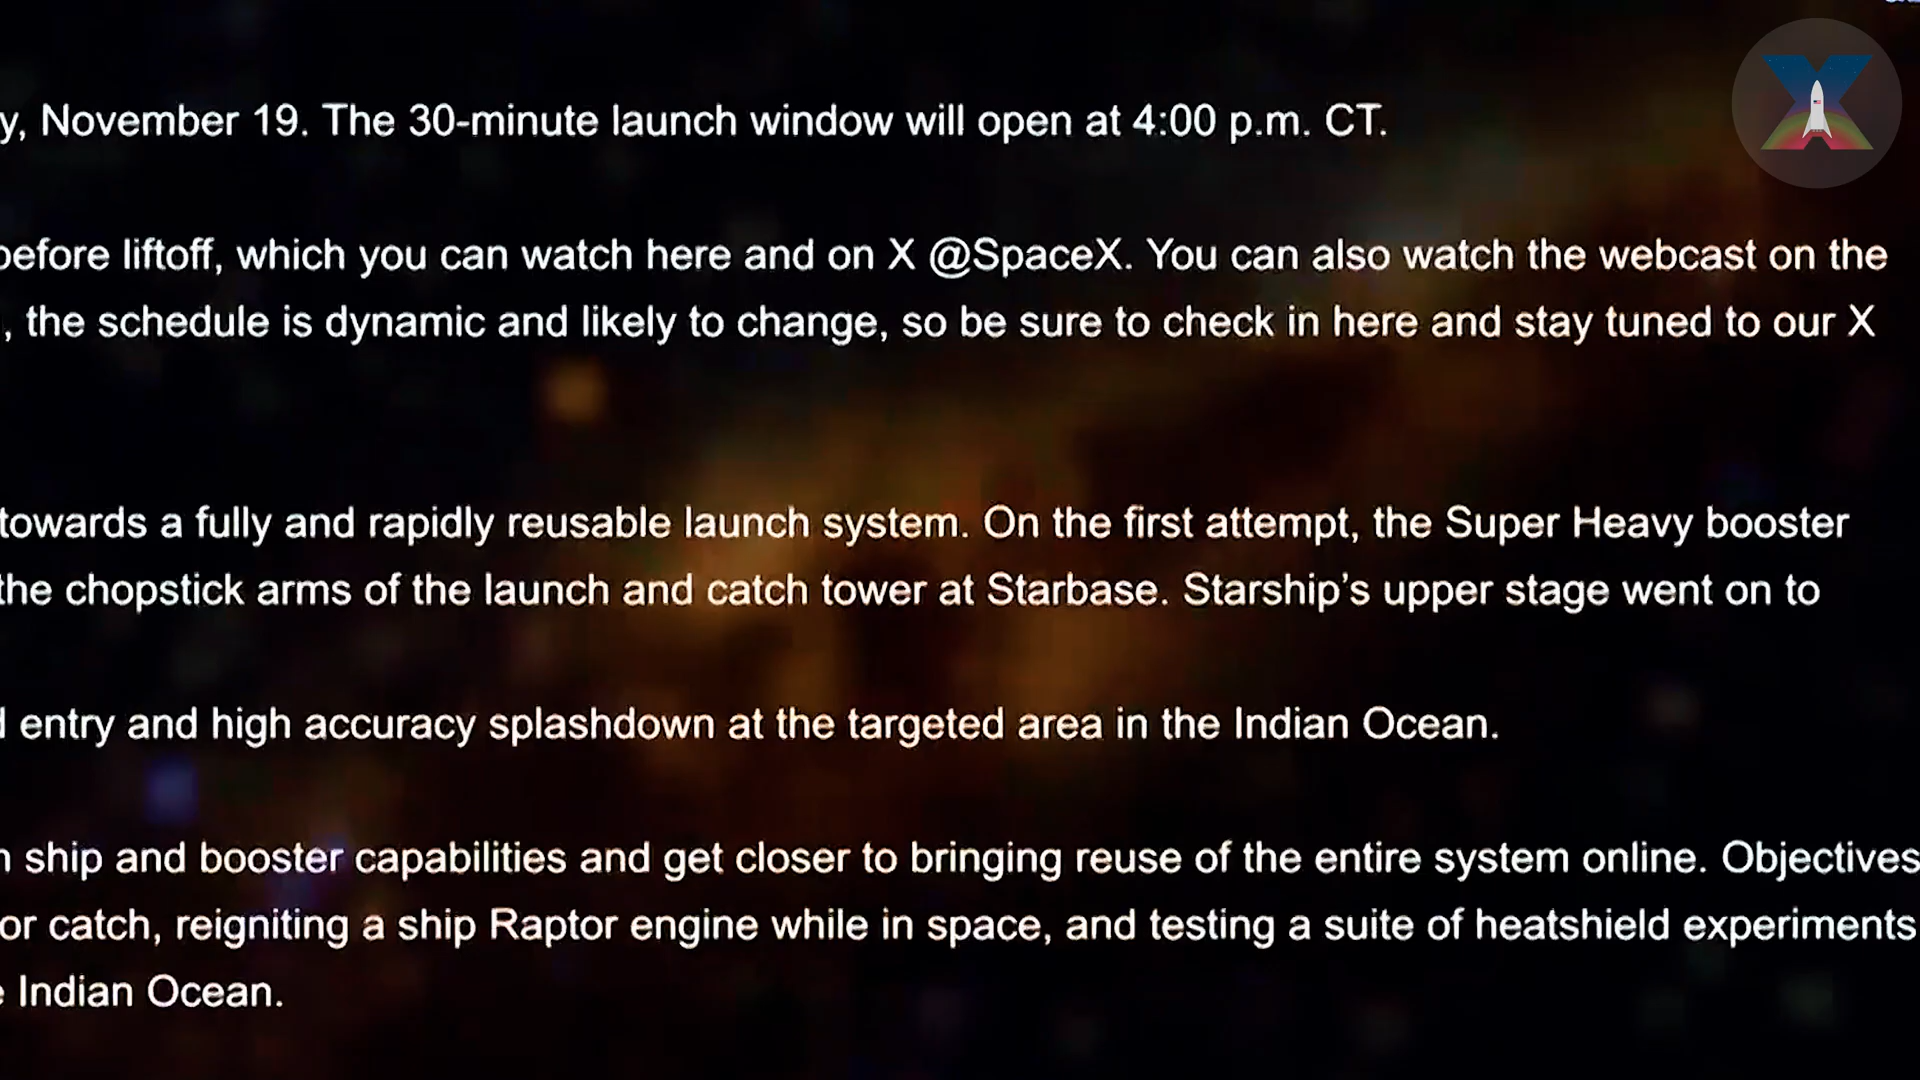 y, November 19. The 30-minute launch window will open at 4:00 p.m. CT.
before liftoff, which you can watch here and on X @SpaceX. You can also watch the webcast on the
, the schedule is dynamic and likely to change, so be sure to check in here and stay tuned to our X
towards a fully and rapidly reusable launch system. On the first attempt, the Super Heavy booster
the chopstick arms of the launch and catch tower at Starbase. Starship’s upper stage went on to
d entry and high accuracy splashdown at the targeted area in the Indian Ocean.
n ship and booster capabilities and get closer to bringing reuse of the entire system online. Objectives
or catch, reigniting a ship Raptor engine while in space, and testing a suite of heatshield experiments
e Indian Ocean.